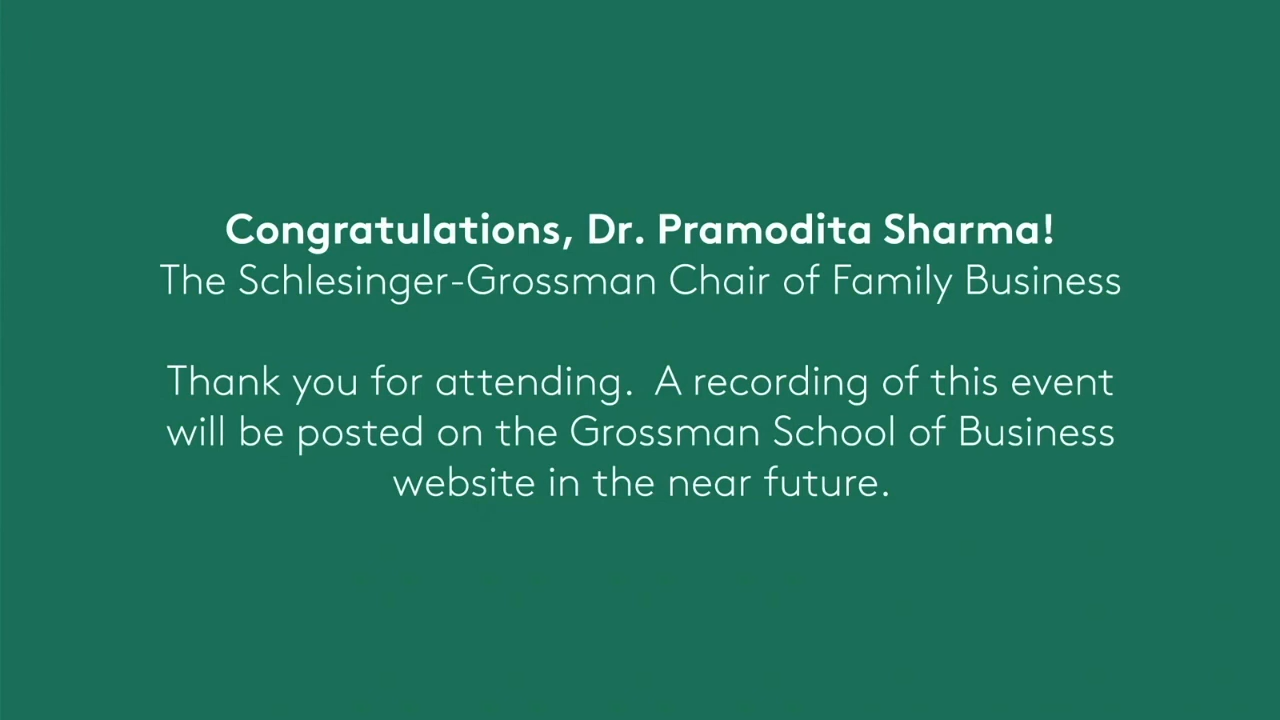 Congratulations, Dr. Pramodita Sharma!
The Schlesinger-Grossman Chair of Family Business
Thank you for attending.  A recording of this event
will be posted on the Grossman School of Business
website in the near future.